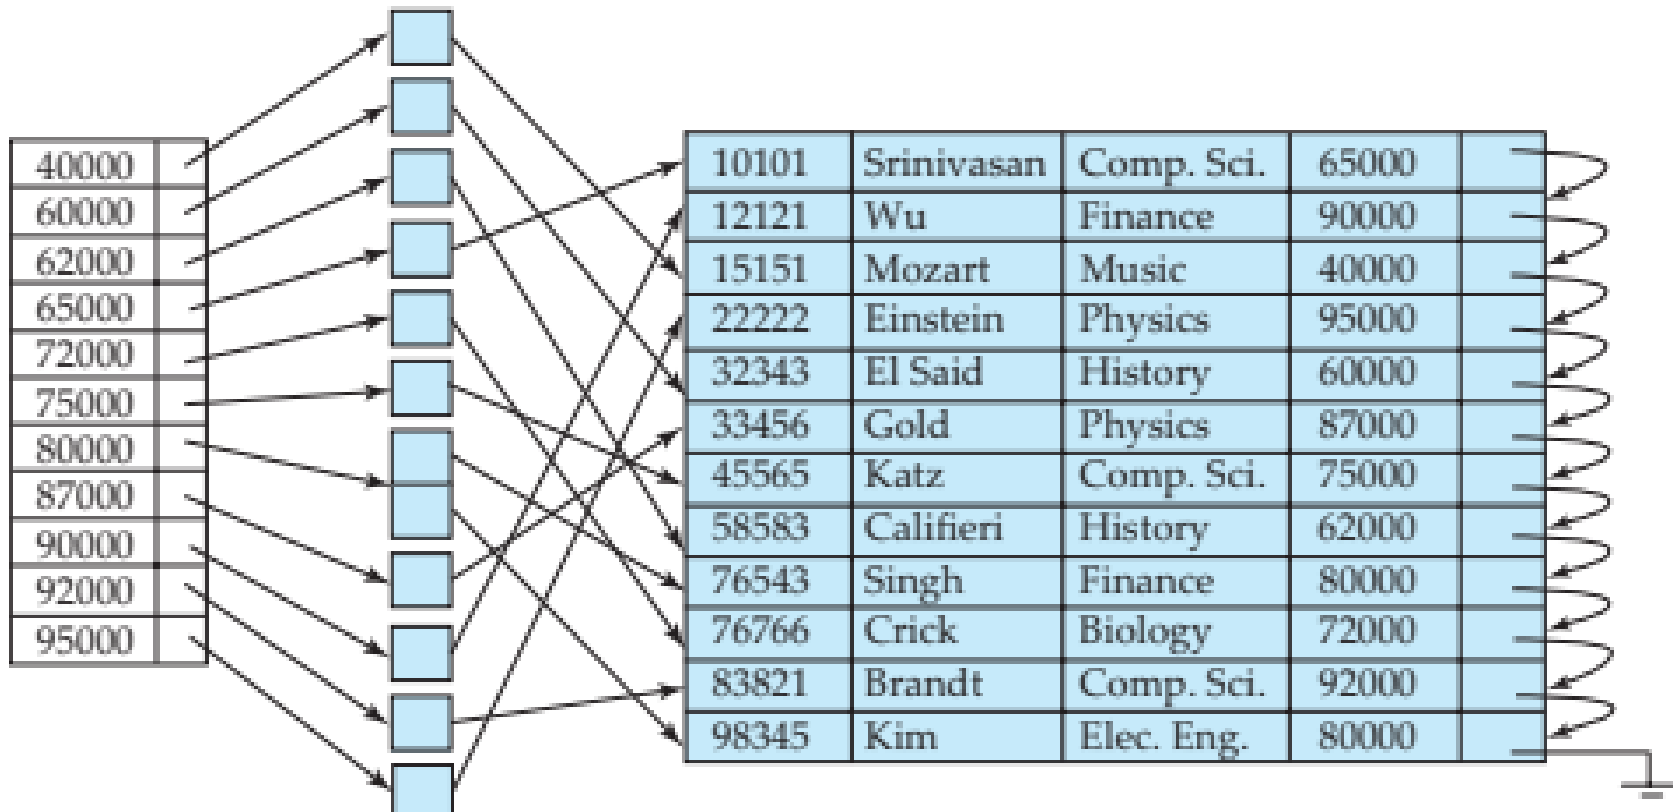 40000
60000
62000
65000
72000
75000
80000
87000
90000
92000
95000
10101 Srinivasan Comp. Sci. 65000
12121 Wu Finance 90000
15151 Mozart Music 40000
22222 Einstein Physics 95000
32343 El Said History 60000
33456 Gold Physics 87000
45565 Katz Comp. Sci. 75000
58583 Califieri History 62000
76543 Singh Finance 80000
76766 Crick Biology 72000
83821 Brandt Comp. Sci. 92000
98345 Kim Elec. Eng. 80000